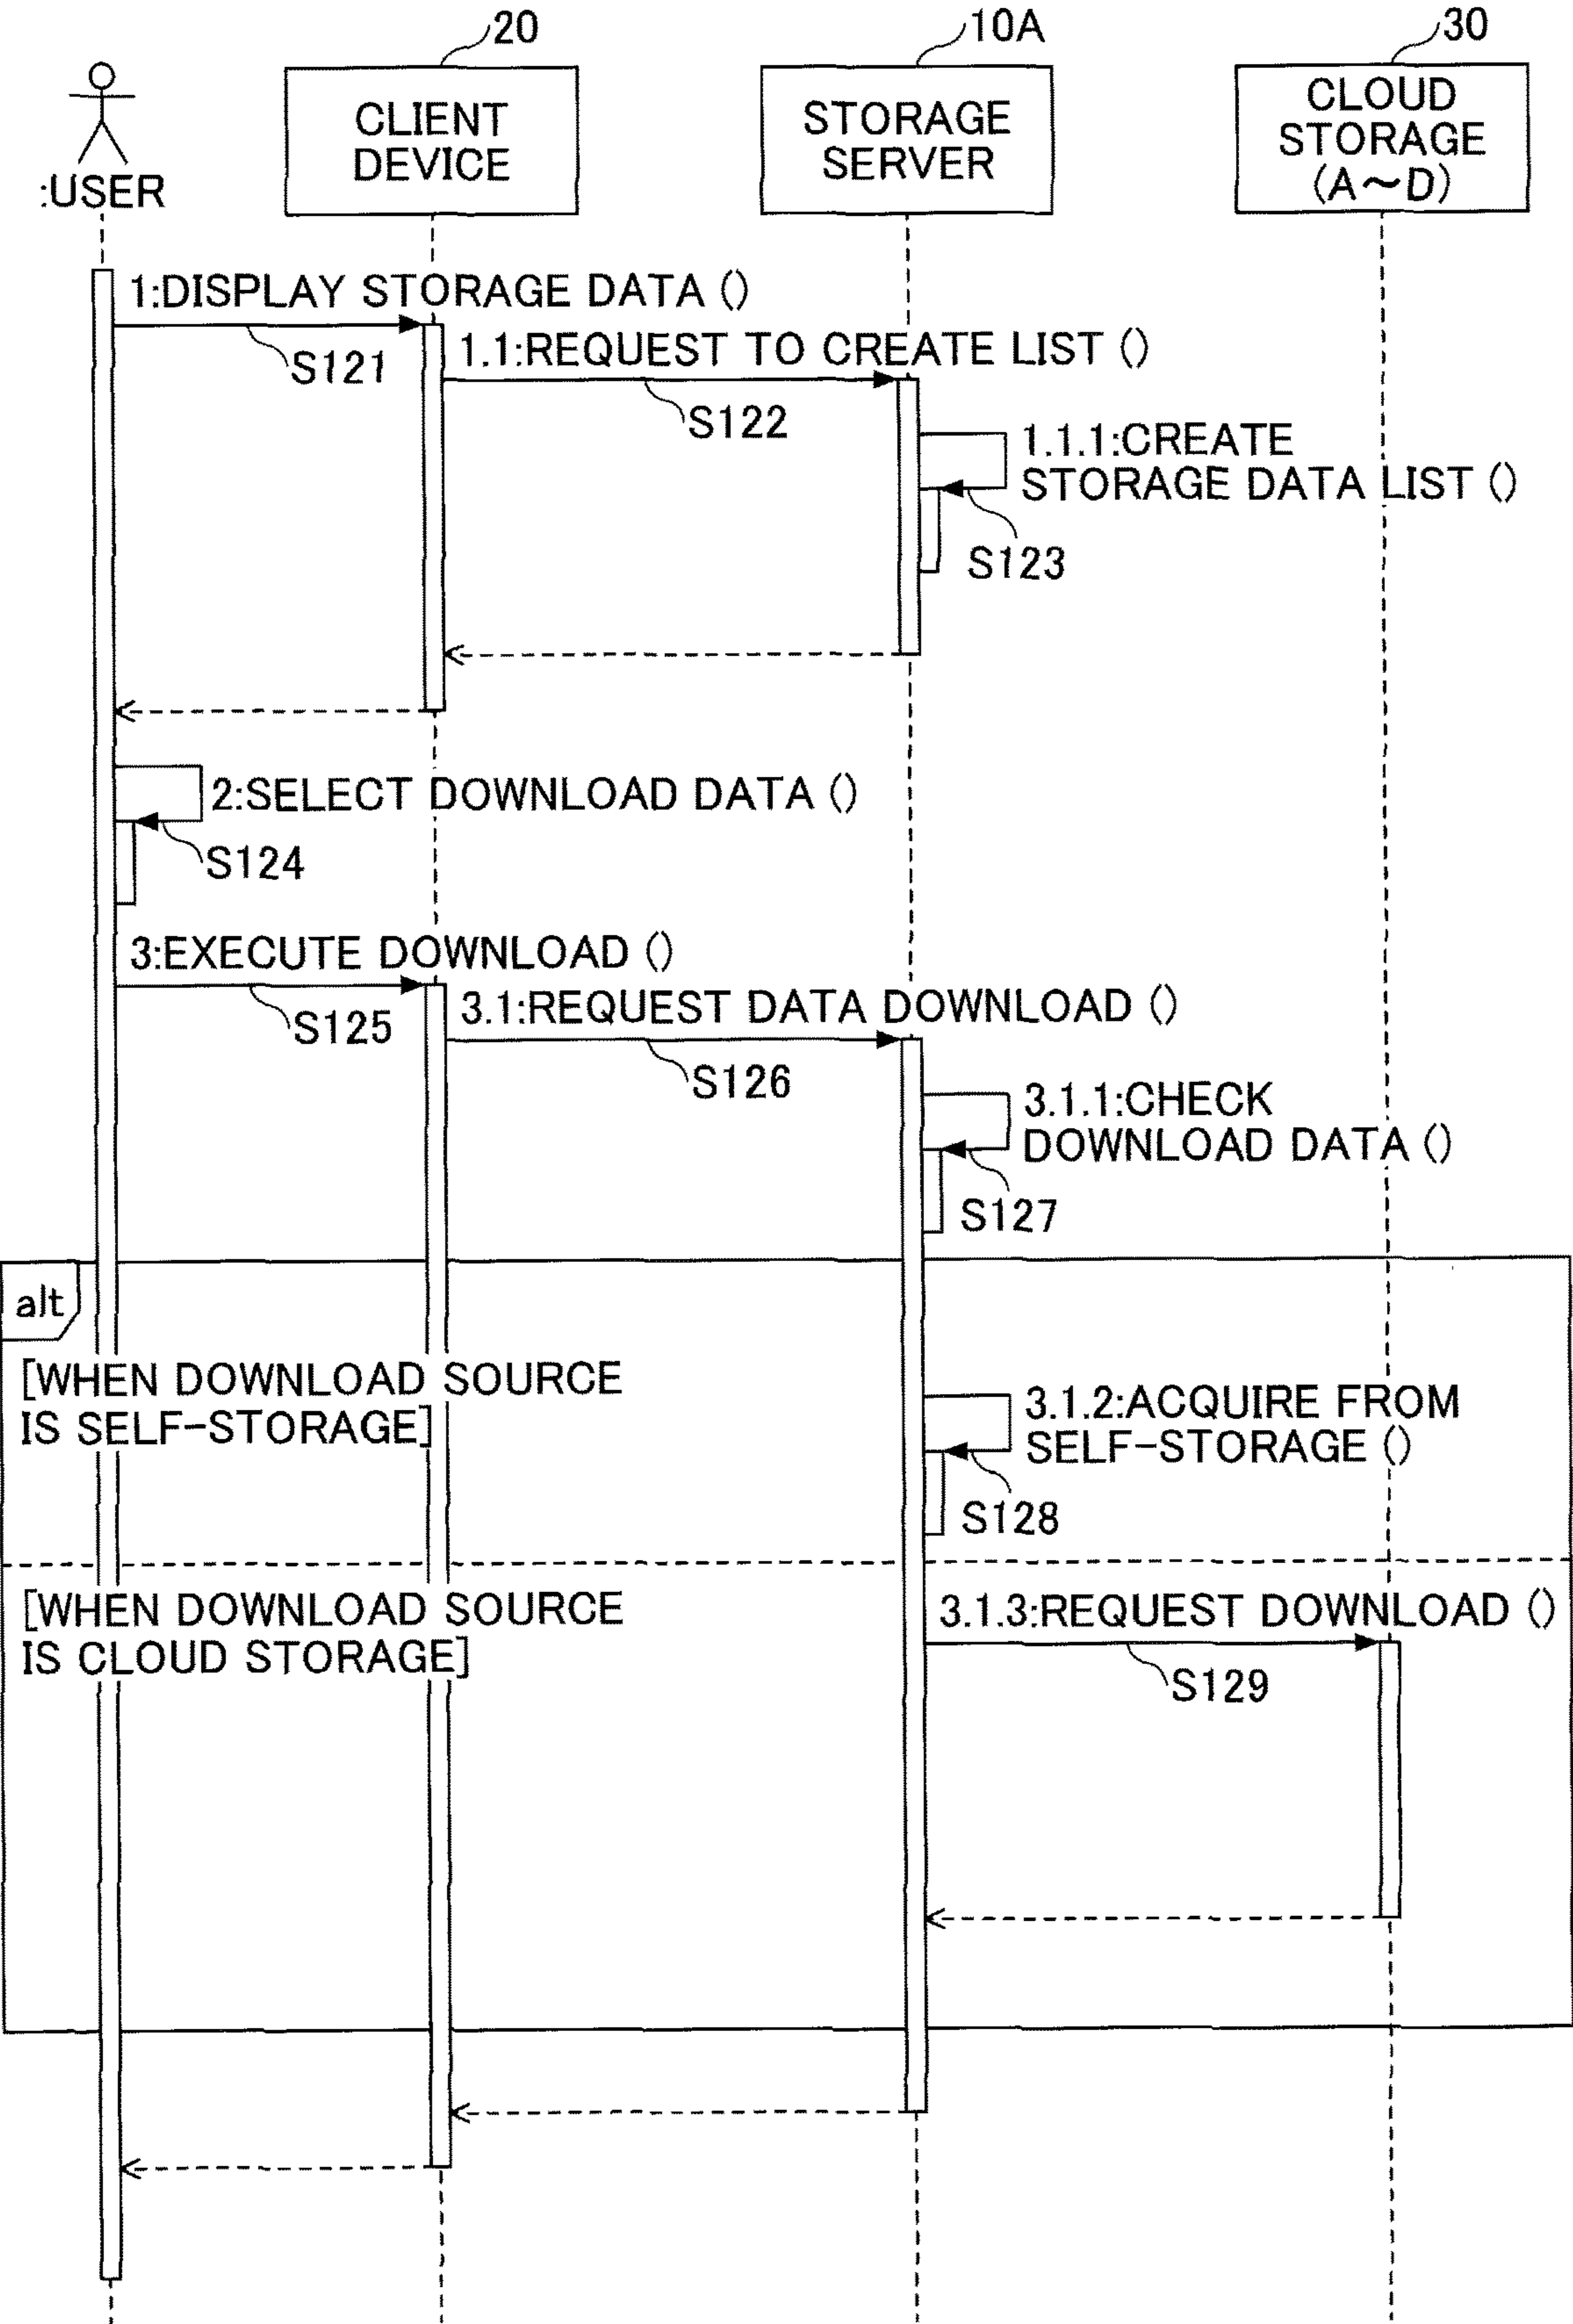 20
10A
30
CLIENT
DEVICE
STORAGE
SERVER
CLOUD
STORAGE
(A～D)
:USER
1:DISPLAY STORAGE DATA ()
S121
1.1:REQUEST TO CREATE LIST ()
S122
1.1.1:CREATE
STORAGE DATA LIST ()
S123
2:SELECT DOWNLOAD DATA ()
S124
3:EXECUTE DOWNLOAD ()
S125
3.1:REQUEST DATA DOWNLOAD ()
S126
3.1.1:CHECK
DOWNLOAD DATA ()
S127
alt
[WHEN DOWNLOAD SOURCE
IS SELF-STORAGE]
3.1.2:ACQUIRE FROM
SELF-STORAGE ()
S128
[WHEN DOWNLOAD SOURCE
IS CLOUD STORAGE]
3.1.3:REQUEST DOWNLOAD ()
S129